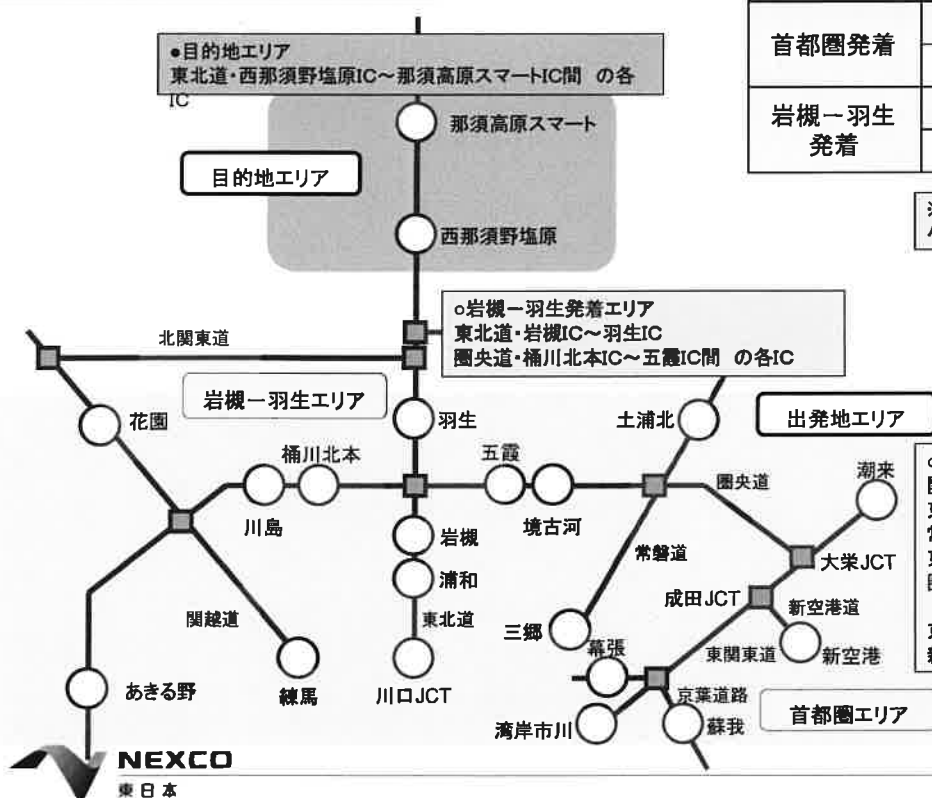 首都圏発着
岩槻－羽生
発着
●目的地エリア
東北道・西那須野塩原IC～那須高原スマートIC間　の各
IC
那須高原スマート
目的地エリア
西那須野塩原
○岩槻－羽生発着エリア
東北道・岩槻IC～羽生IC
圏央道・桶川北本IC～五霞IC間　の各IC
北関東道
岩槻－羽生エリア
花園
羽生
土浦北
出発地エリア
桶川北本
五霞
圏央道
潮来
川島
境古河
岩槻
常磐道
大栄JCT
浦和
成田JCT
新空港道
関越道
東北道
三郷
幕張
東関東道
新空港
あきる野
練馬
川口JCT
京葉道路
湾岸市川
蘇我
首都圏エリア
NEXCO
東日本